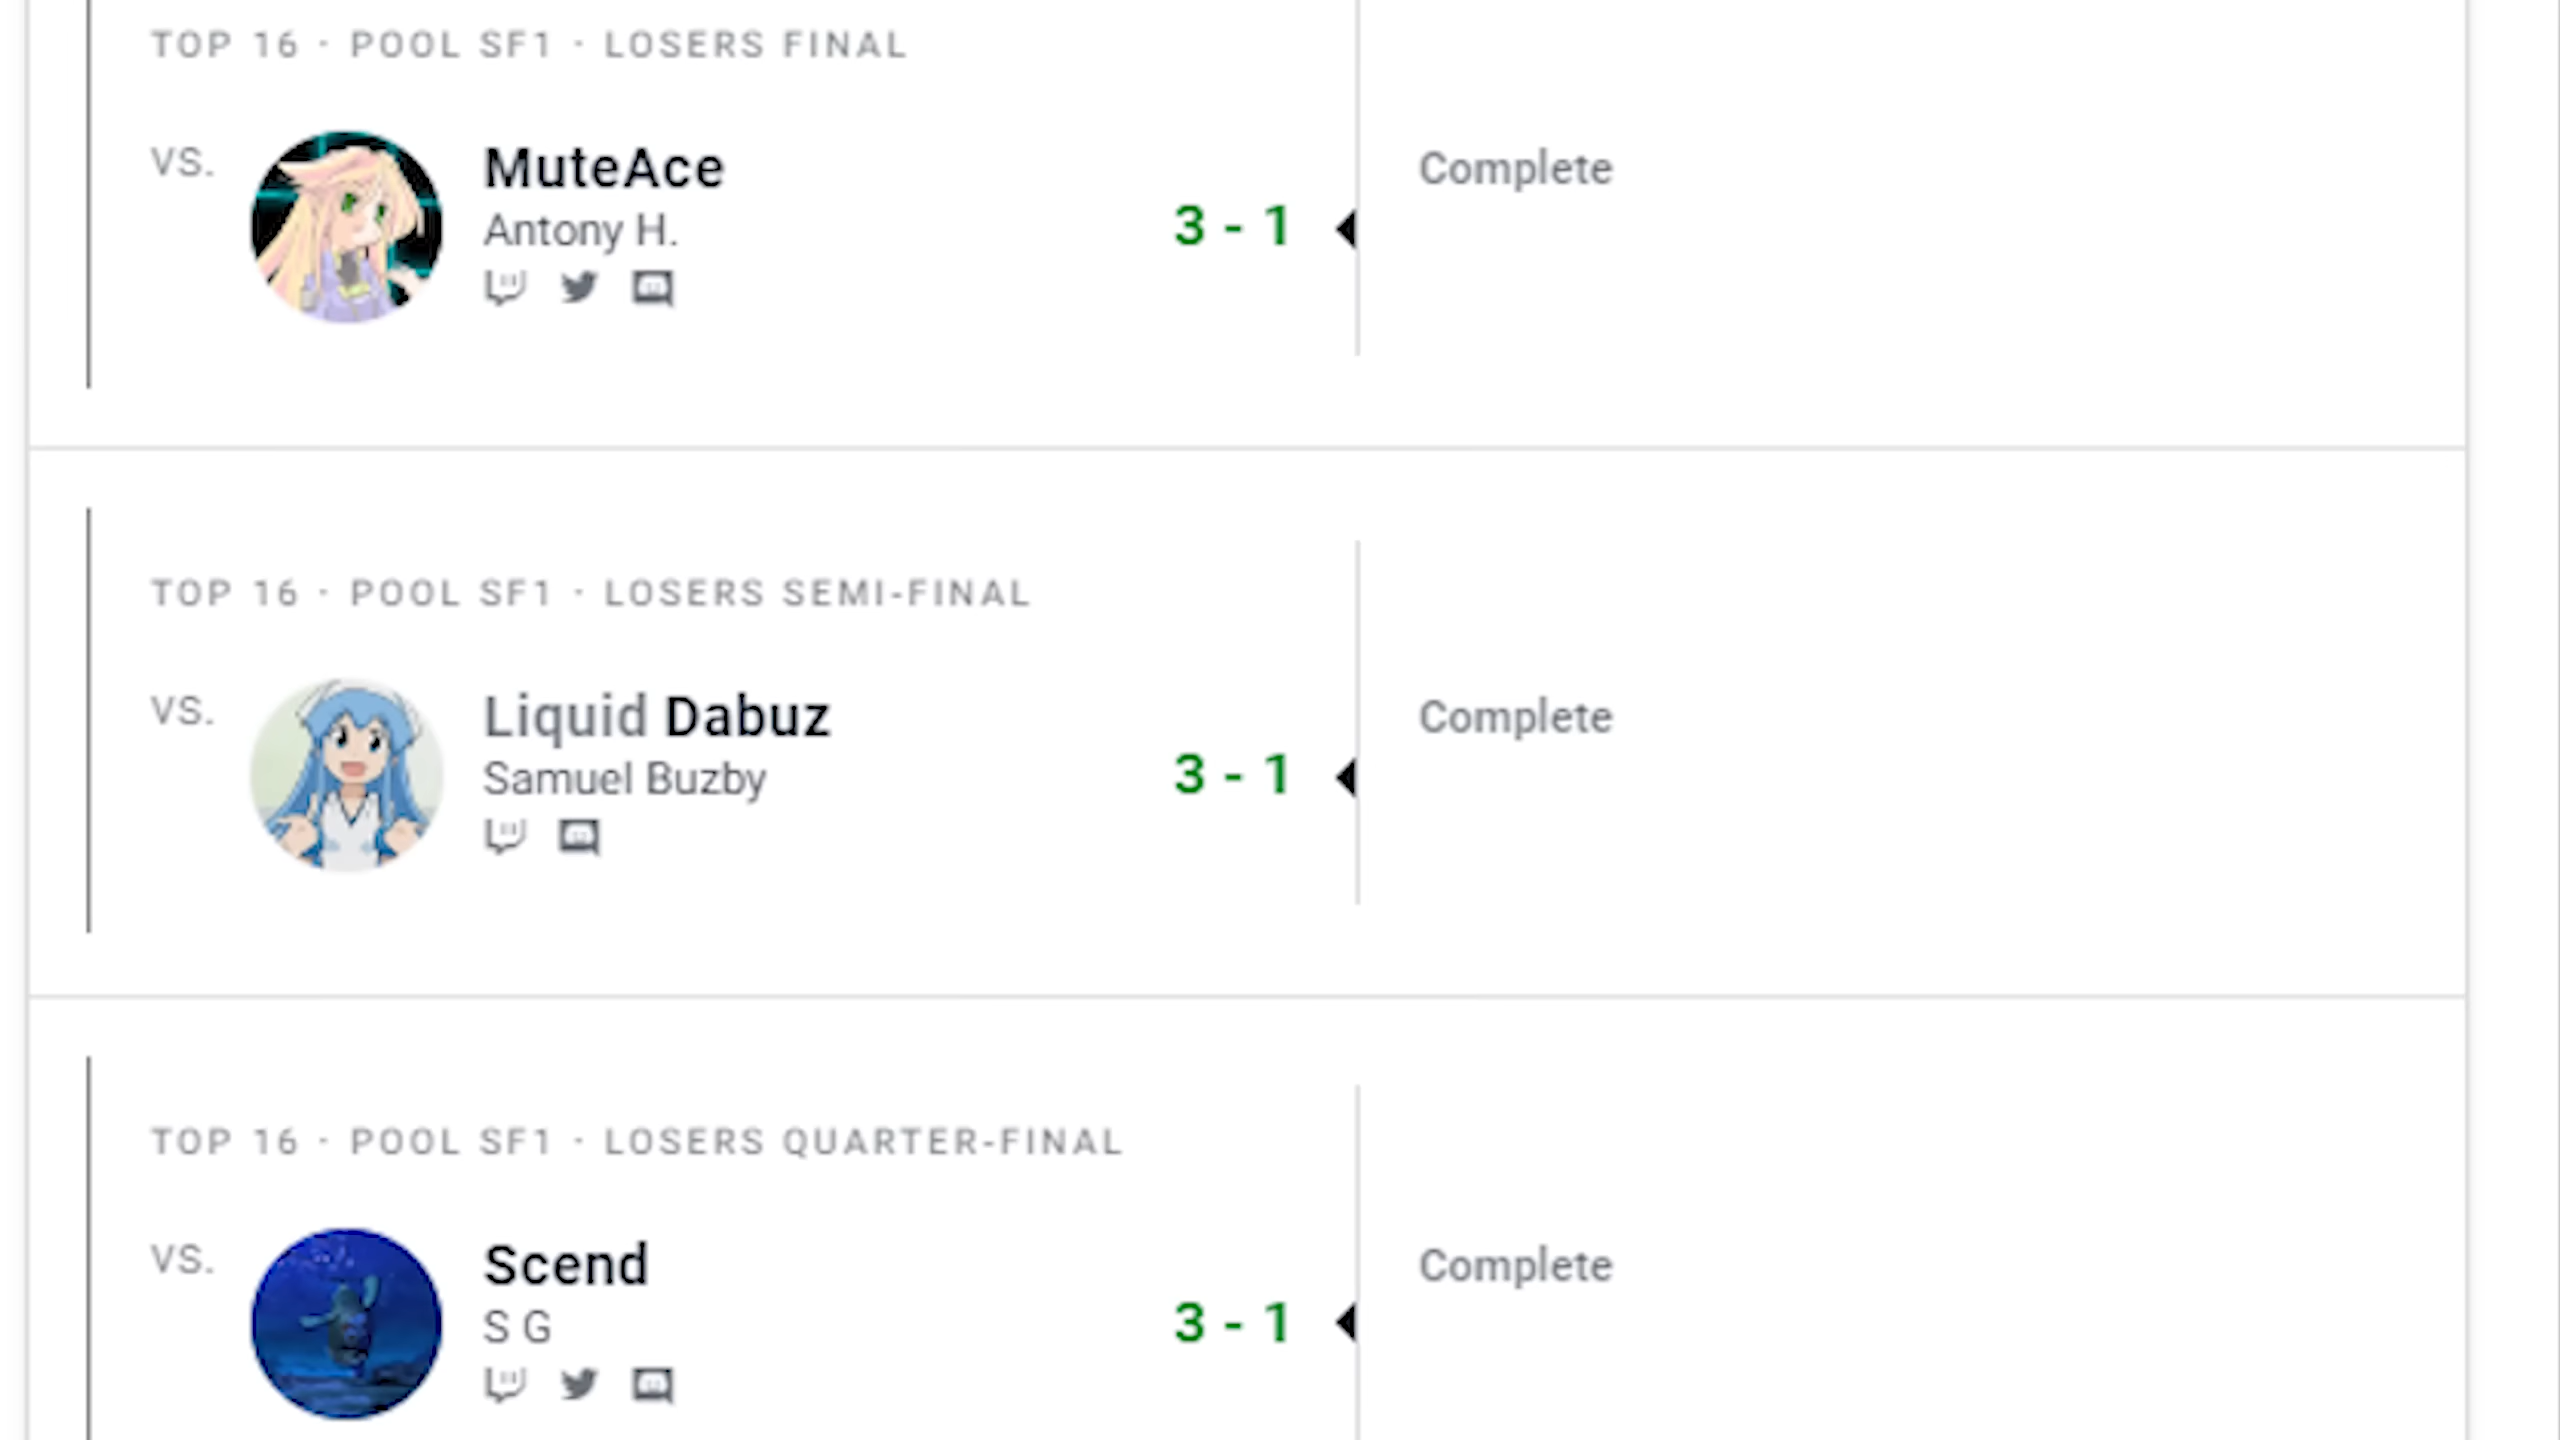 TOP 16 · POOL SF1 · LOSERS FINAL
VS.
MuteAce
Antony H.
3 - 1
Complete
TOP 16 · POOL SF1 · LOSERS SEMI-FINAL
VS.
Liquid Dabuz
Samuel Buzby
3 - 1
Complete
TOP 16 · POOL SF1 · LOSERS QUARTER-FINAL
VS.
Scend
S G
3 - 1
Complete